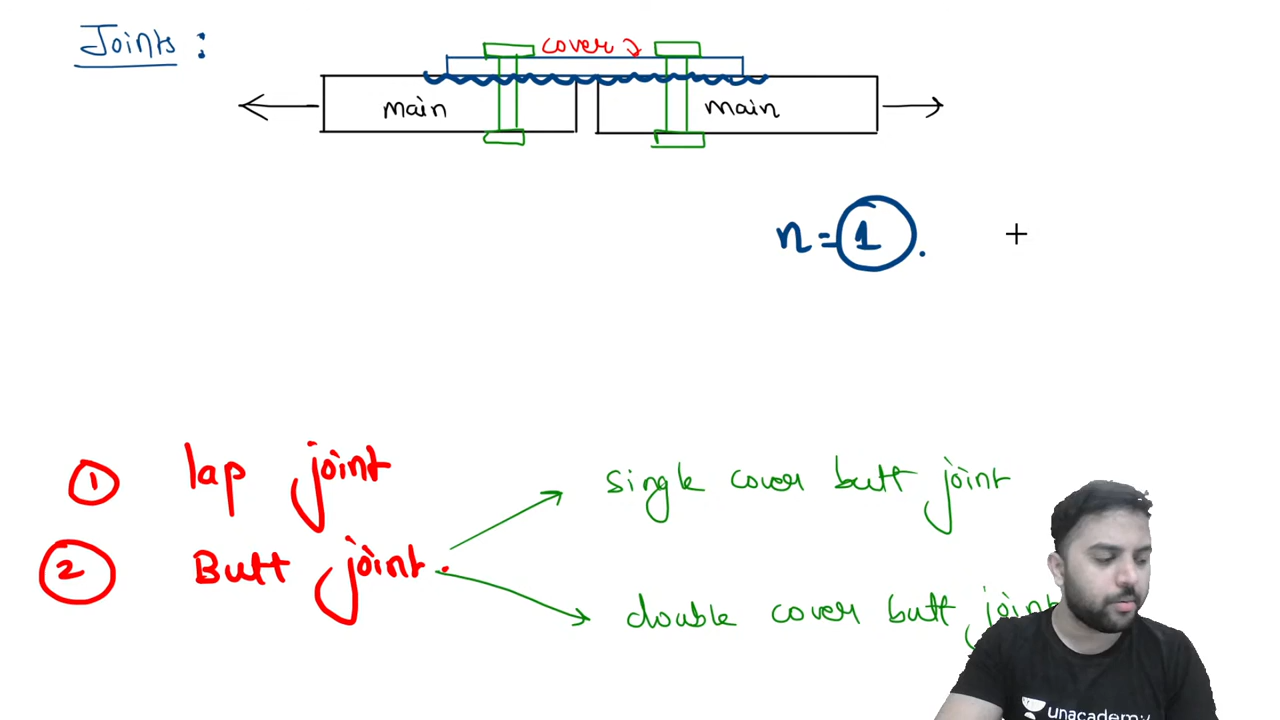 Joints :
cover
main main
n = 1 .
1 lap joint
2 Butt joint.
single cover butt joint
double cover butt joint
unacademy